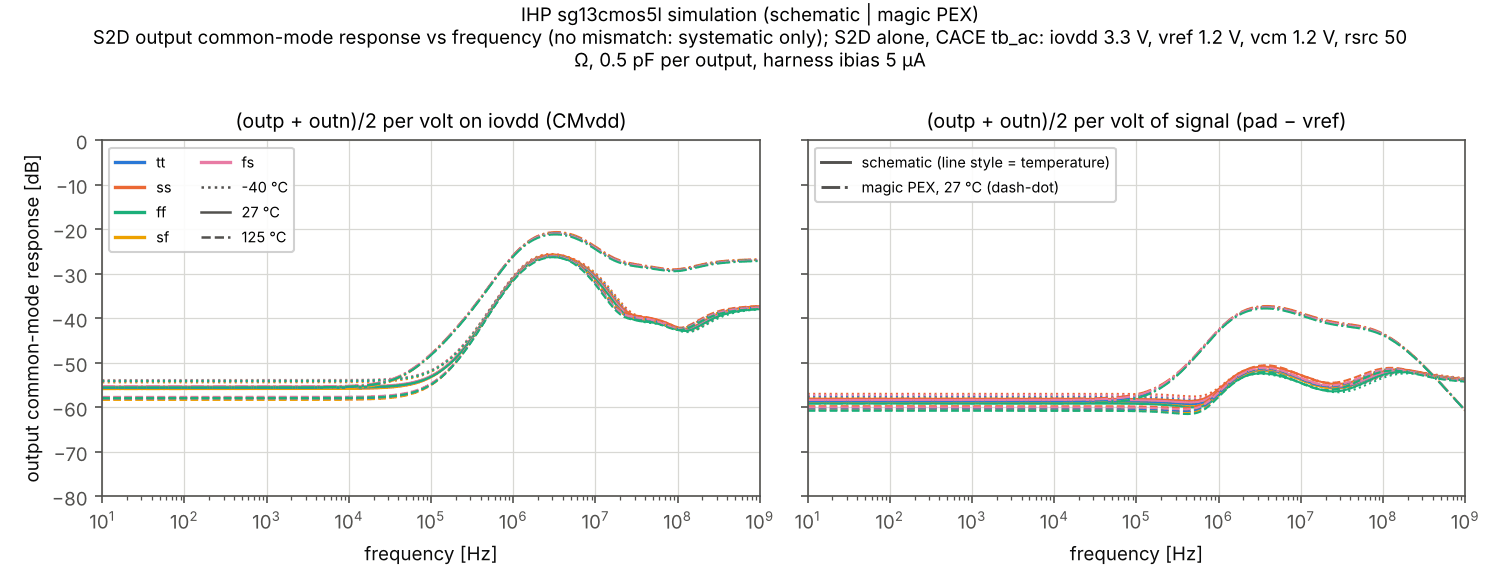 IHP sg13cmos5l simulation (schematic | magic PEX)
S2D output common-mode response vs frequency (no mismatch: systematic only); S2D alone, CACE tb_ac: iovdd 3.3 V, vref 1.2 V, vcm 1.2 V, rsrc 50
Ω, 0.5 pF per output, harness ibias 5 µA
(outp + outn)/2 per volt on iovdd (CMvdd)
output common-mode response [dB]
0
−10
−20
−30
−40
−50
−60
−70
−80
tt
ss
ff
sf
fs
-40 °C
27 °C
125 °C
10¹ 10² 10³ 10⁴ 10⁵ 10⁶ 10⁷ 10⁸ 10⁹
frequency [Hz]
(outp + outn)/2 per volt of signal (pad − vref)
schematic (line style = temperature)
magic PEX, 27 °C (dash-dot)
10¹ 10² 10³ 10⁴ 10⁵ 10⁶ 10⁷ 10⁸ 10⁹
frequency [Hz]